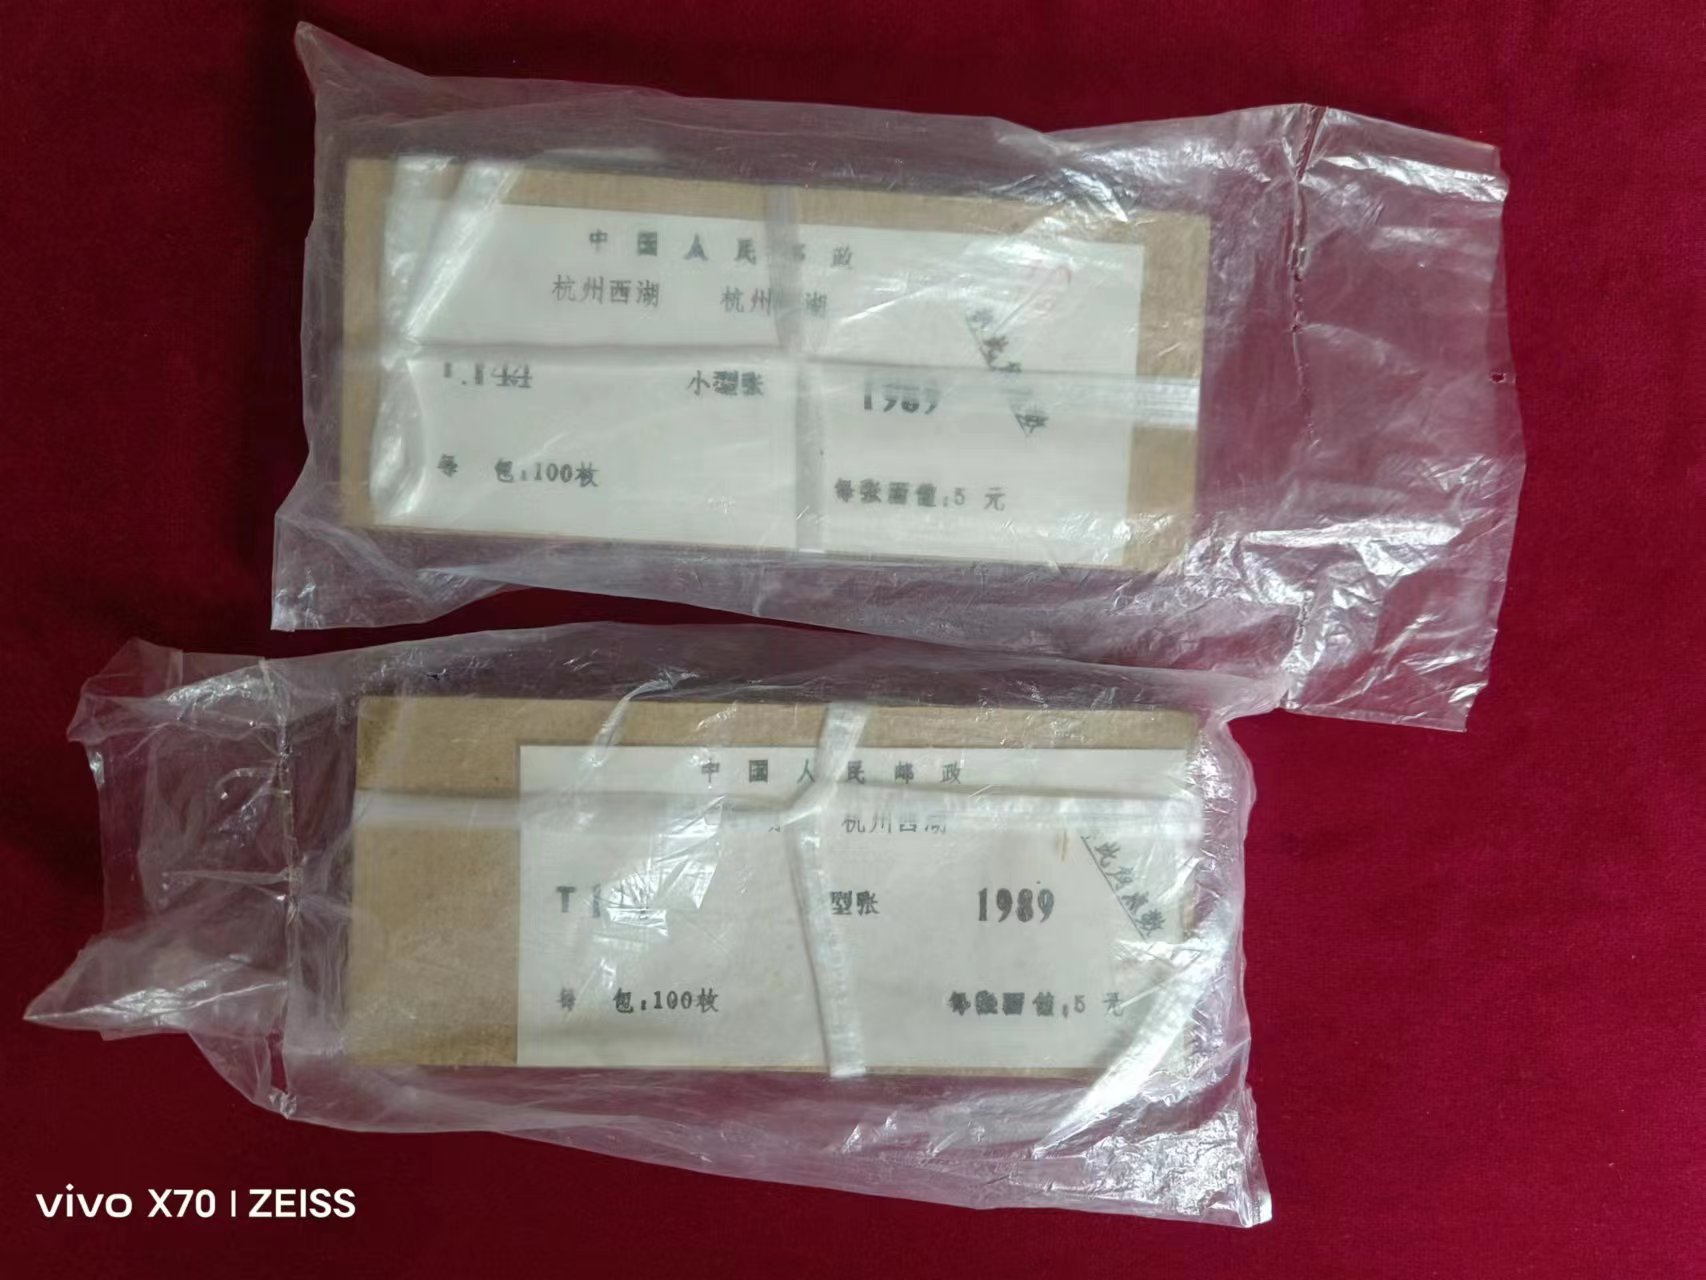 中国人民邮政
杭州西湖 杭州西湖
T.144 小型张 1989
每包:100枚 每张面值:5元
中国人民邮政
杭州西湖
型张 1989
每包:100枚 每张面值:5元
vivo X70 | ZEISS